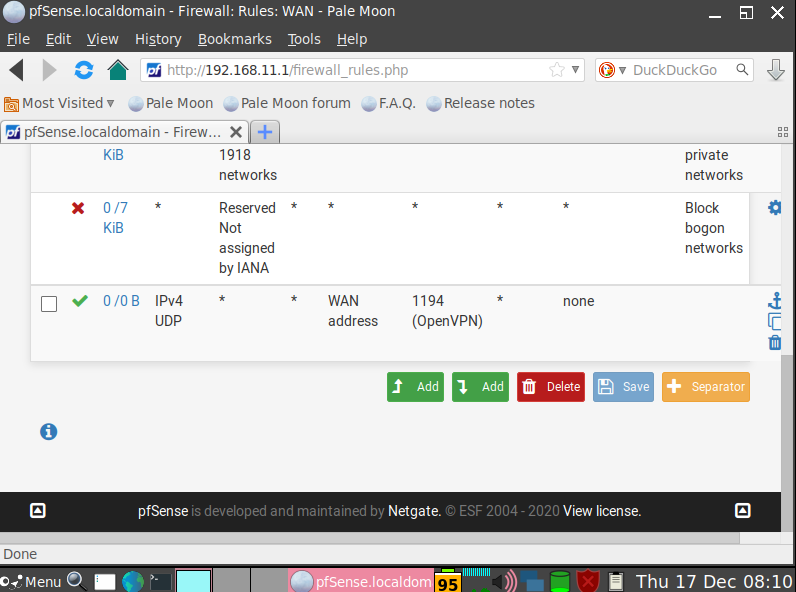 pfSense.localdomain - Firewall: Rules: WAN - Pale Moon
File Edit View History Bookmarks Tools Help
pf http://192.168.11.1/firewall_rules.php DuckDuckGo
Most Visited Pale Moon Pale Moon forum F.A.Q. Release notes
pf pfSense.localdomain - Firew...
KiB 1918 private
networks networks
0 /7 * Reserved * * * * * Block
KiB Not bogon
assigned networks
by IANA
0 /0 B IPv4 * * WAN 1194 * none
UDP address (OpenVPN)
Add Add Delete Save Separator
pfSense is developed and maintained by Netgate. © ESF 2004 - 2020 View license.
Done
Menu pfSense.localdom 95 Thu 17 Dec 08:10